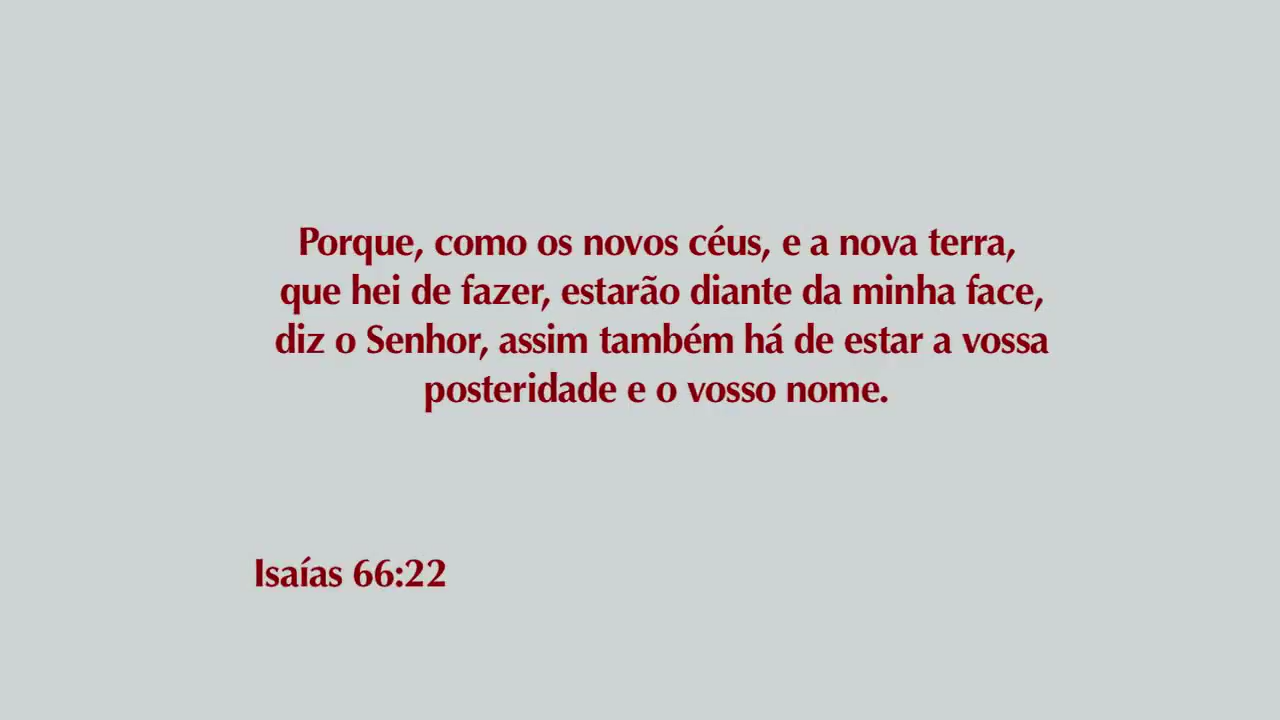 Porque, como os novos céus, e a nova terra,
que hei de fazer, estarão diante da minha face,
diz o Senhor, assim também há de estar a vossa
posteridade e o vosso nome.
Isaías 66:22